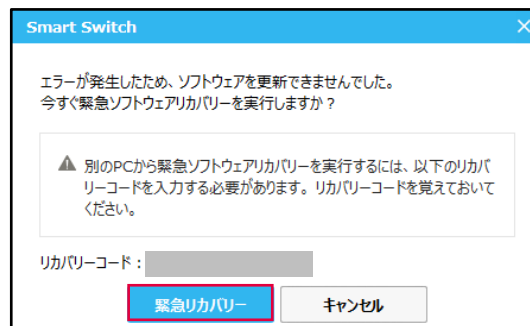 Smart Switch
エラーが発生したため、ソフトウェアを更新できませんでした。
今すぐ緊急ソフトウェアリカバリーを実行しますか？
別のPCから緊急ソフトウェアリカバリーを実行するには、以下のリカバ
リーコードを入力する必要があります。リカバリーコードを覚えておいて
ください。
リカバリーコード：
緊急リカバリー キャンセル